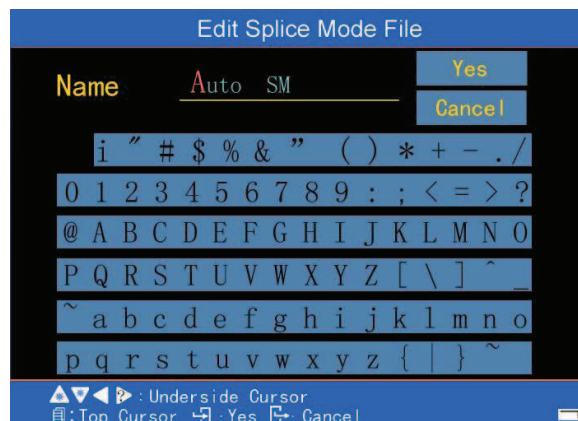 Edit Splice Mode File
Name Auto SM Yes
Cancel
i ˝ # $ % & ” ( ) * + - . /
0 1 2 3 4 5 6 7 8 9 : ; < = > ?
@ A B C D E F G H I J K L M N O
P Q R S T U V W X Y Z [ \ ] ^ _
~ a b c d e f g h i j k l m n o
p q r s t u v w x y z { | } ~
:Underside Cursor
:Top Cursor :Yes :Cancel